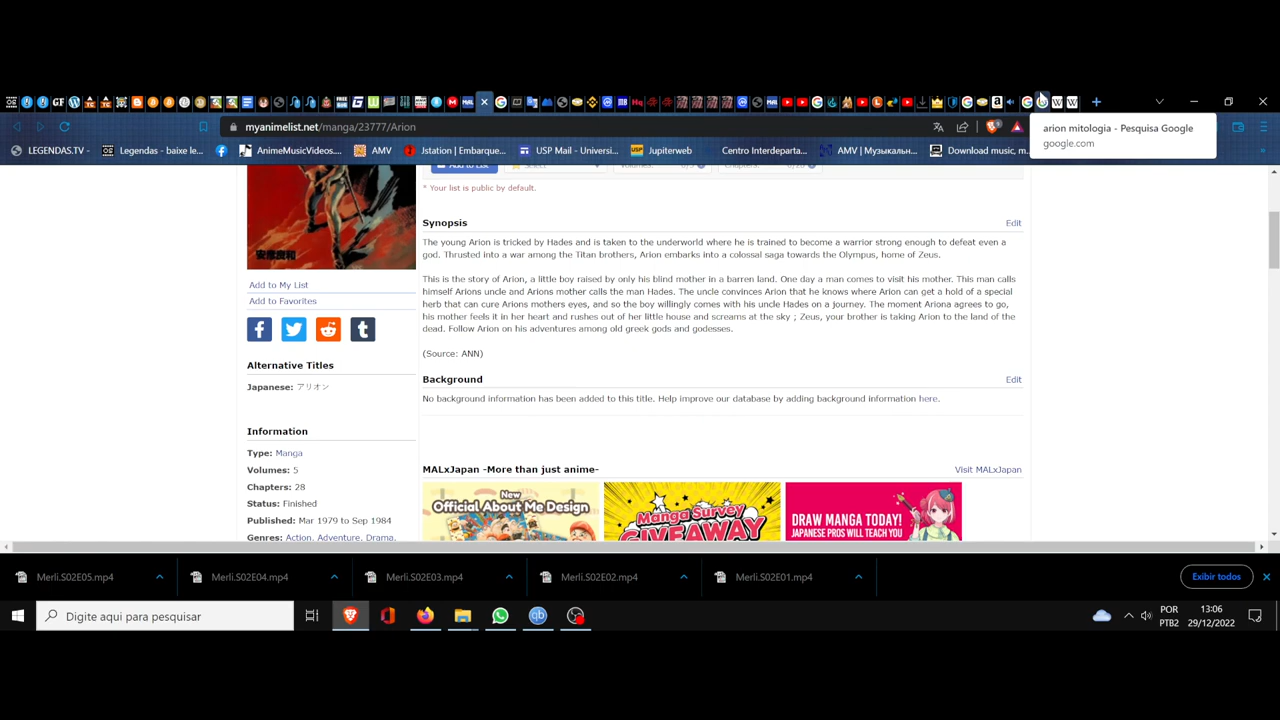 myanimelist.net/manga/23777/Arion
arion mitologia - Pesquisa Google
google.com
LEGENDAS.TV -
Legendas - baixe le...
AnimeMusicVideos....
AMV
Jstation | Embarque...
USP Mail - Universi...
Jupiterweb
Centro Interdeparta...
AMV | Музыкальн...
Download music, m...
* Your list is public by default.
Synopsis
Edit
The young Arion is tricked by Hades and is taken to the underworld where he is trained to become a warrior strong enough to defeat even a
god. Thrusted into a war among the Titan brothers, Arion embarks into a colossal saga towards the Olympus, home of Zeus.
This is the story of Arion, a little boy raised by only his blind mother in a barren land. One day a man comes to visit his mother. This man calls
himself Arions uncle and Arions mother calls the man Hades. The uncle convinces Arion that he knows where Arion can get a hold of a special
herb that can cure Arions mothers eyes, and so the boy willingly comes with his uncle Hades on a journey. The moment Ariona agrees to go,
his mother feels it in her heart and rushes out of her little house and screams at the sky ; Zeus, your brother is taking Arion to the land of the
dead. Follow Arion on his adventures among old greek gods and godesses.
(Source: ANN)
安彦良和
Add to My List
Add to Favorites
Alternative Titles
Japanese: アリオン
Background
Edit
No background information has been added to this title. Help improve our database by adding background information here.
Information
Type: Manga
Volumes: 5
Chapters: 28
Status: Finished
Published: Mar 1979 to Sep 1984
Genres: Action, Adventure, Drama,
MALxJapan -More than just anime-
Visit MALxJapan
New
Official About Me Design
Manga Survey
GIVEAWAY
DRAW MANGA TODAY!
JAPANESE PROS WILL TEACH YOU
Merli.S02E05.mp4
Merli.S02E04.mp4
Merli.S02E03.mp4
Merli.S02E02.mp4
Merli.S02E01.mp4
Exibir todos
Digite aqui para pesquisar
POR
PTB2
13:06
29/12/2022